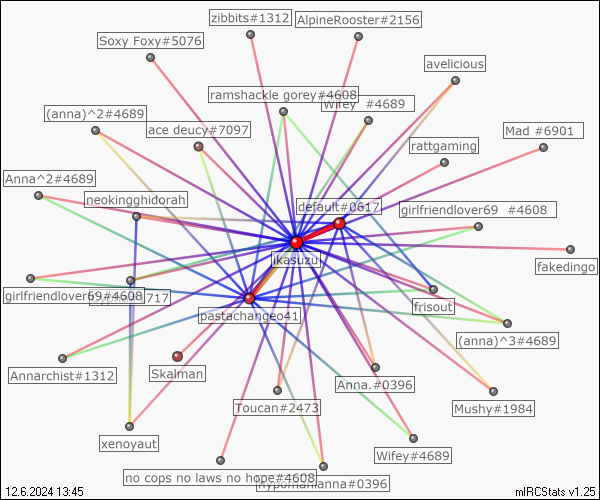 zibbits#1312
AlpineRooster#2156
Soxy Foxy#5076
avelicious
ramshackle gorey#4608
Wifey #4689
(anna)^2#4689
ace deucy#7097
Mad #6901
rattgaming
Anna^2#4689
neokingghidorah
default#0617
girlfriendlover69 #4608
ikasuzu
fakedingo
girlfriendlover69#4608
717
frisout
pastachangeo41
(anna)^3#4689
Annarchist#1312
Skalman
Anna.#0396
Toucan#2473
Mushy#1984
xenoyaut
Wifey#4689
no cops no laws no hope#4608
anna#0396
12.6.2024 13:45
mIRCStats v1.25